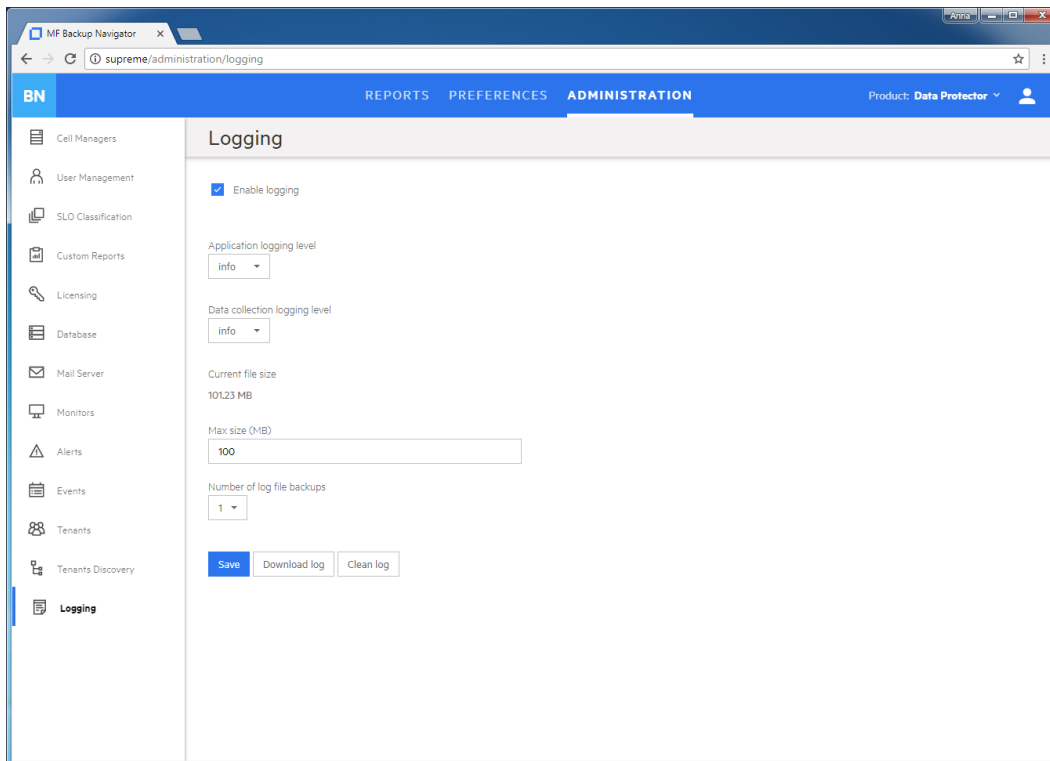 Anna
MF Backup Navigator
supreme/administration/logging
BN
REPORTS PREFERENCES ADMINISTRATION
Product: Data Protector
Cell Managers
User Management
SLO Classification
Custom Reports
Licensing
Database
Mail Server
Monitors
Alerts
Events
Tenants
Tenants Discovery
Logging
Logging
Enable logging
Application logging level
info
Data collection logging level
info
Current file size
101.23 MB
Max size (MB)
100
Number of log file backups
1
Save Download log Clean log